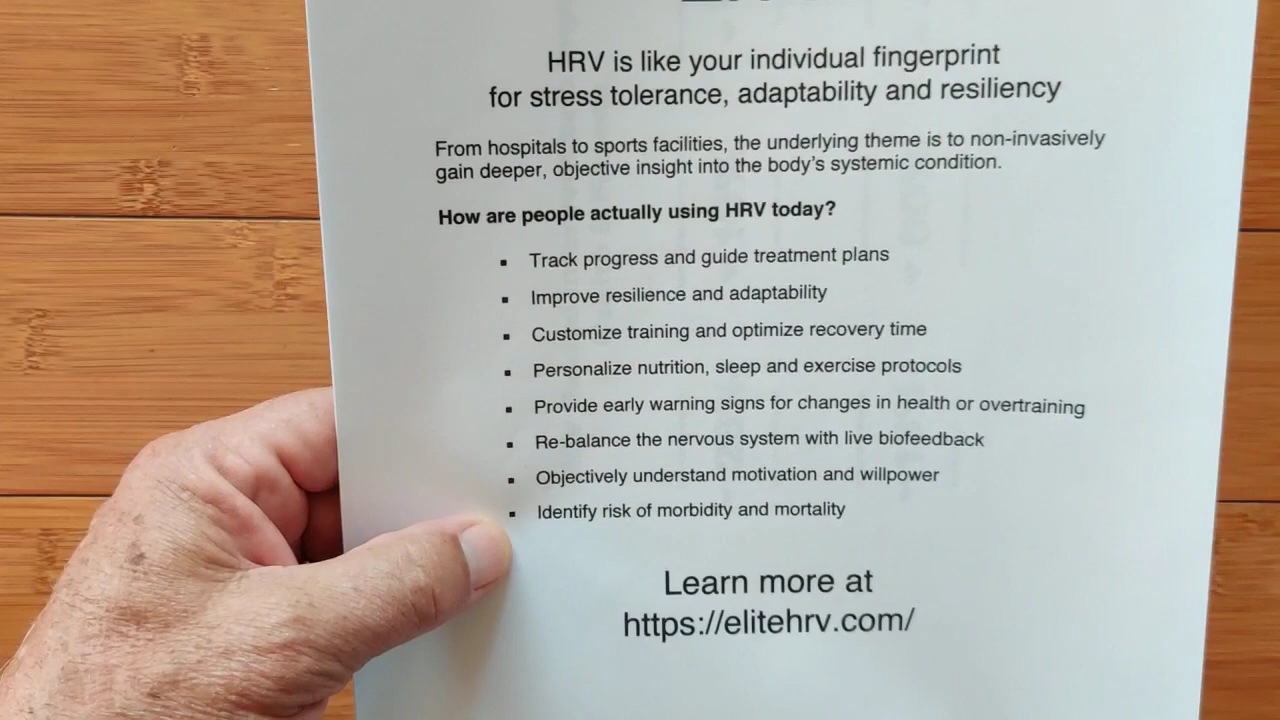 HRV is like your individual fingerprint
for stress tolerance, adaptability and resiliency
From hospitals to sports facilities, the underlying theme is to non-invasively
gain deeper, objective insight into the body's systemic condition.
How are people actually using HRV today?
▪ Track progress and guide treatment plans
▪ Improve resilience and adaptability
▪ Customize training and optimize recovery time
▪ Personalize nutrition, sleep and exercise protocols
▪ Provide early warning signs for changes in health or overtraining
▪ Re-balance the nervous system with live biofeedback
▪ Objectively understand motivation and willpower
▪ Identify risk of morbidity and mortality
Learn more at
https://elitehrv.com/